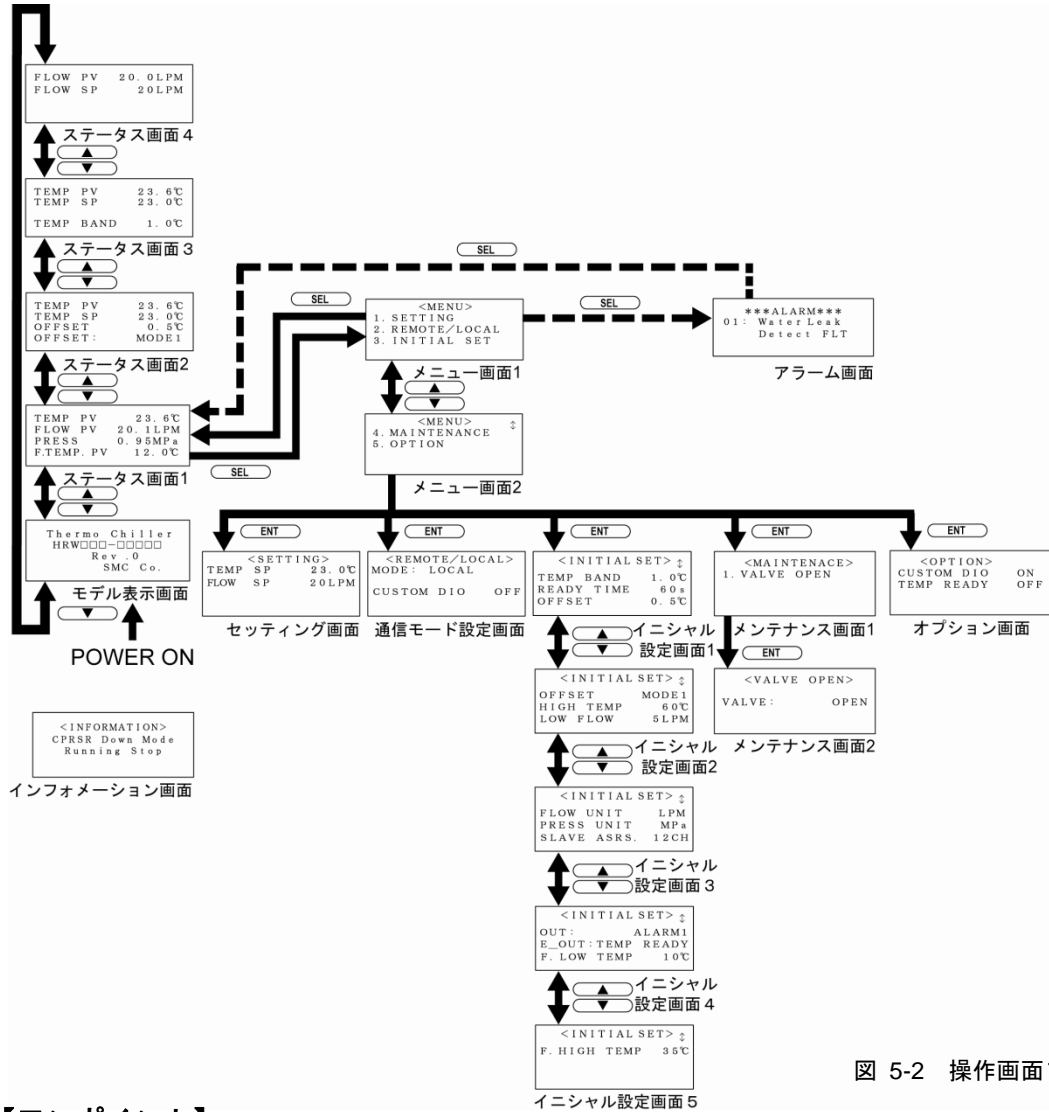 FLOW PV 20.0LPM
FLOW SP 20LPM
ステータス画面４
▲
▼
TEMP PV 23.6℃
TEMP SP 23.0℃
TEMP BAND 1.0℃
ステータス画面３
▲
▼
TEMP PV 23.6℃
TEMP SP 23.0℃
OFFSET 0.5℃
OFFSET: MODE1
ステータス画面2
▲
▼
TEMP PV 23.6℃
FLOW PV 20.1LPM
PRESS 0.95MPa
F.TEMP. PV 12.0℃
ステータス画面1
▲
▼
Thermo Chiller
HRW□□□-□□□□□
Rev .0
SMC Co.
モデル表示画面
▼
POWER ON
<INFORMATION>
CPRSR Down Mode
Running Stop
インフォメーション画面
SEL
SEL
SEL
SEL
<MENU>
1. SETTING
2. REMOTE/LOCAL
3. INITIAL SET
メニュー画面1
▲
▼
<MENU> ↕
4. MAINTENANCE
5. OPTION
メニュー画面2
***ALARM***
01: Water Leak
Detect FLT
アラーム画面
ENT
<SETTING>
TEMP SP 23.0℃
FLOW SP 20LPM
セッティング画面
ENT
<REMOTE/LOCAL>
MODE: LOCAL
CUSTOM DIO OFF
通信モード設定画面
ENT
<INITIAL SET> ↕
TEMP BAND 1.0℃
READY TIME 60s
OFFSET 0.5℃
▲
▼
イニシャル
設定画面1
<INITIAL SET> ↕
OFFSET MODE1
HIGH TEMP 60℃
LOW FLOW 5LPM
▲
▼
イニシャル
設定画面2
<INITIAL SET> ↕
FLOW UNIT LPM
PRESS UNIT MPa
SLAVE ASRS. 12CH
▲
▼
イニシャル
設定画面３
<INITIAL SET> ↕
OUT: ALARM1
E_OUT:TEMP READY
F. LOW TEMP 10℃
▲
▼
イニシャル
設定画面４
<INITIAL SET> ↕
F. HIGH TEMP 35℃
イニシャル設定画面５
ENT
<MAINTENACE>
1. VALVE OPEN
メンテナンス画面1
ENT
<VALVE OPEN>
VALVE: OPEN
メンテナンス画面2
ENT
<OPTION>
CUSTOM DIO ON
TEMP READY OFF
オプション画面
図 5-2 操作画面